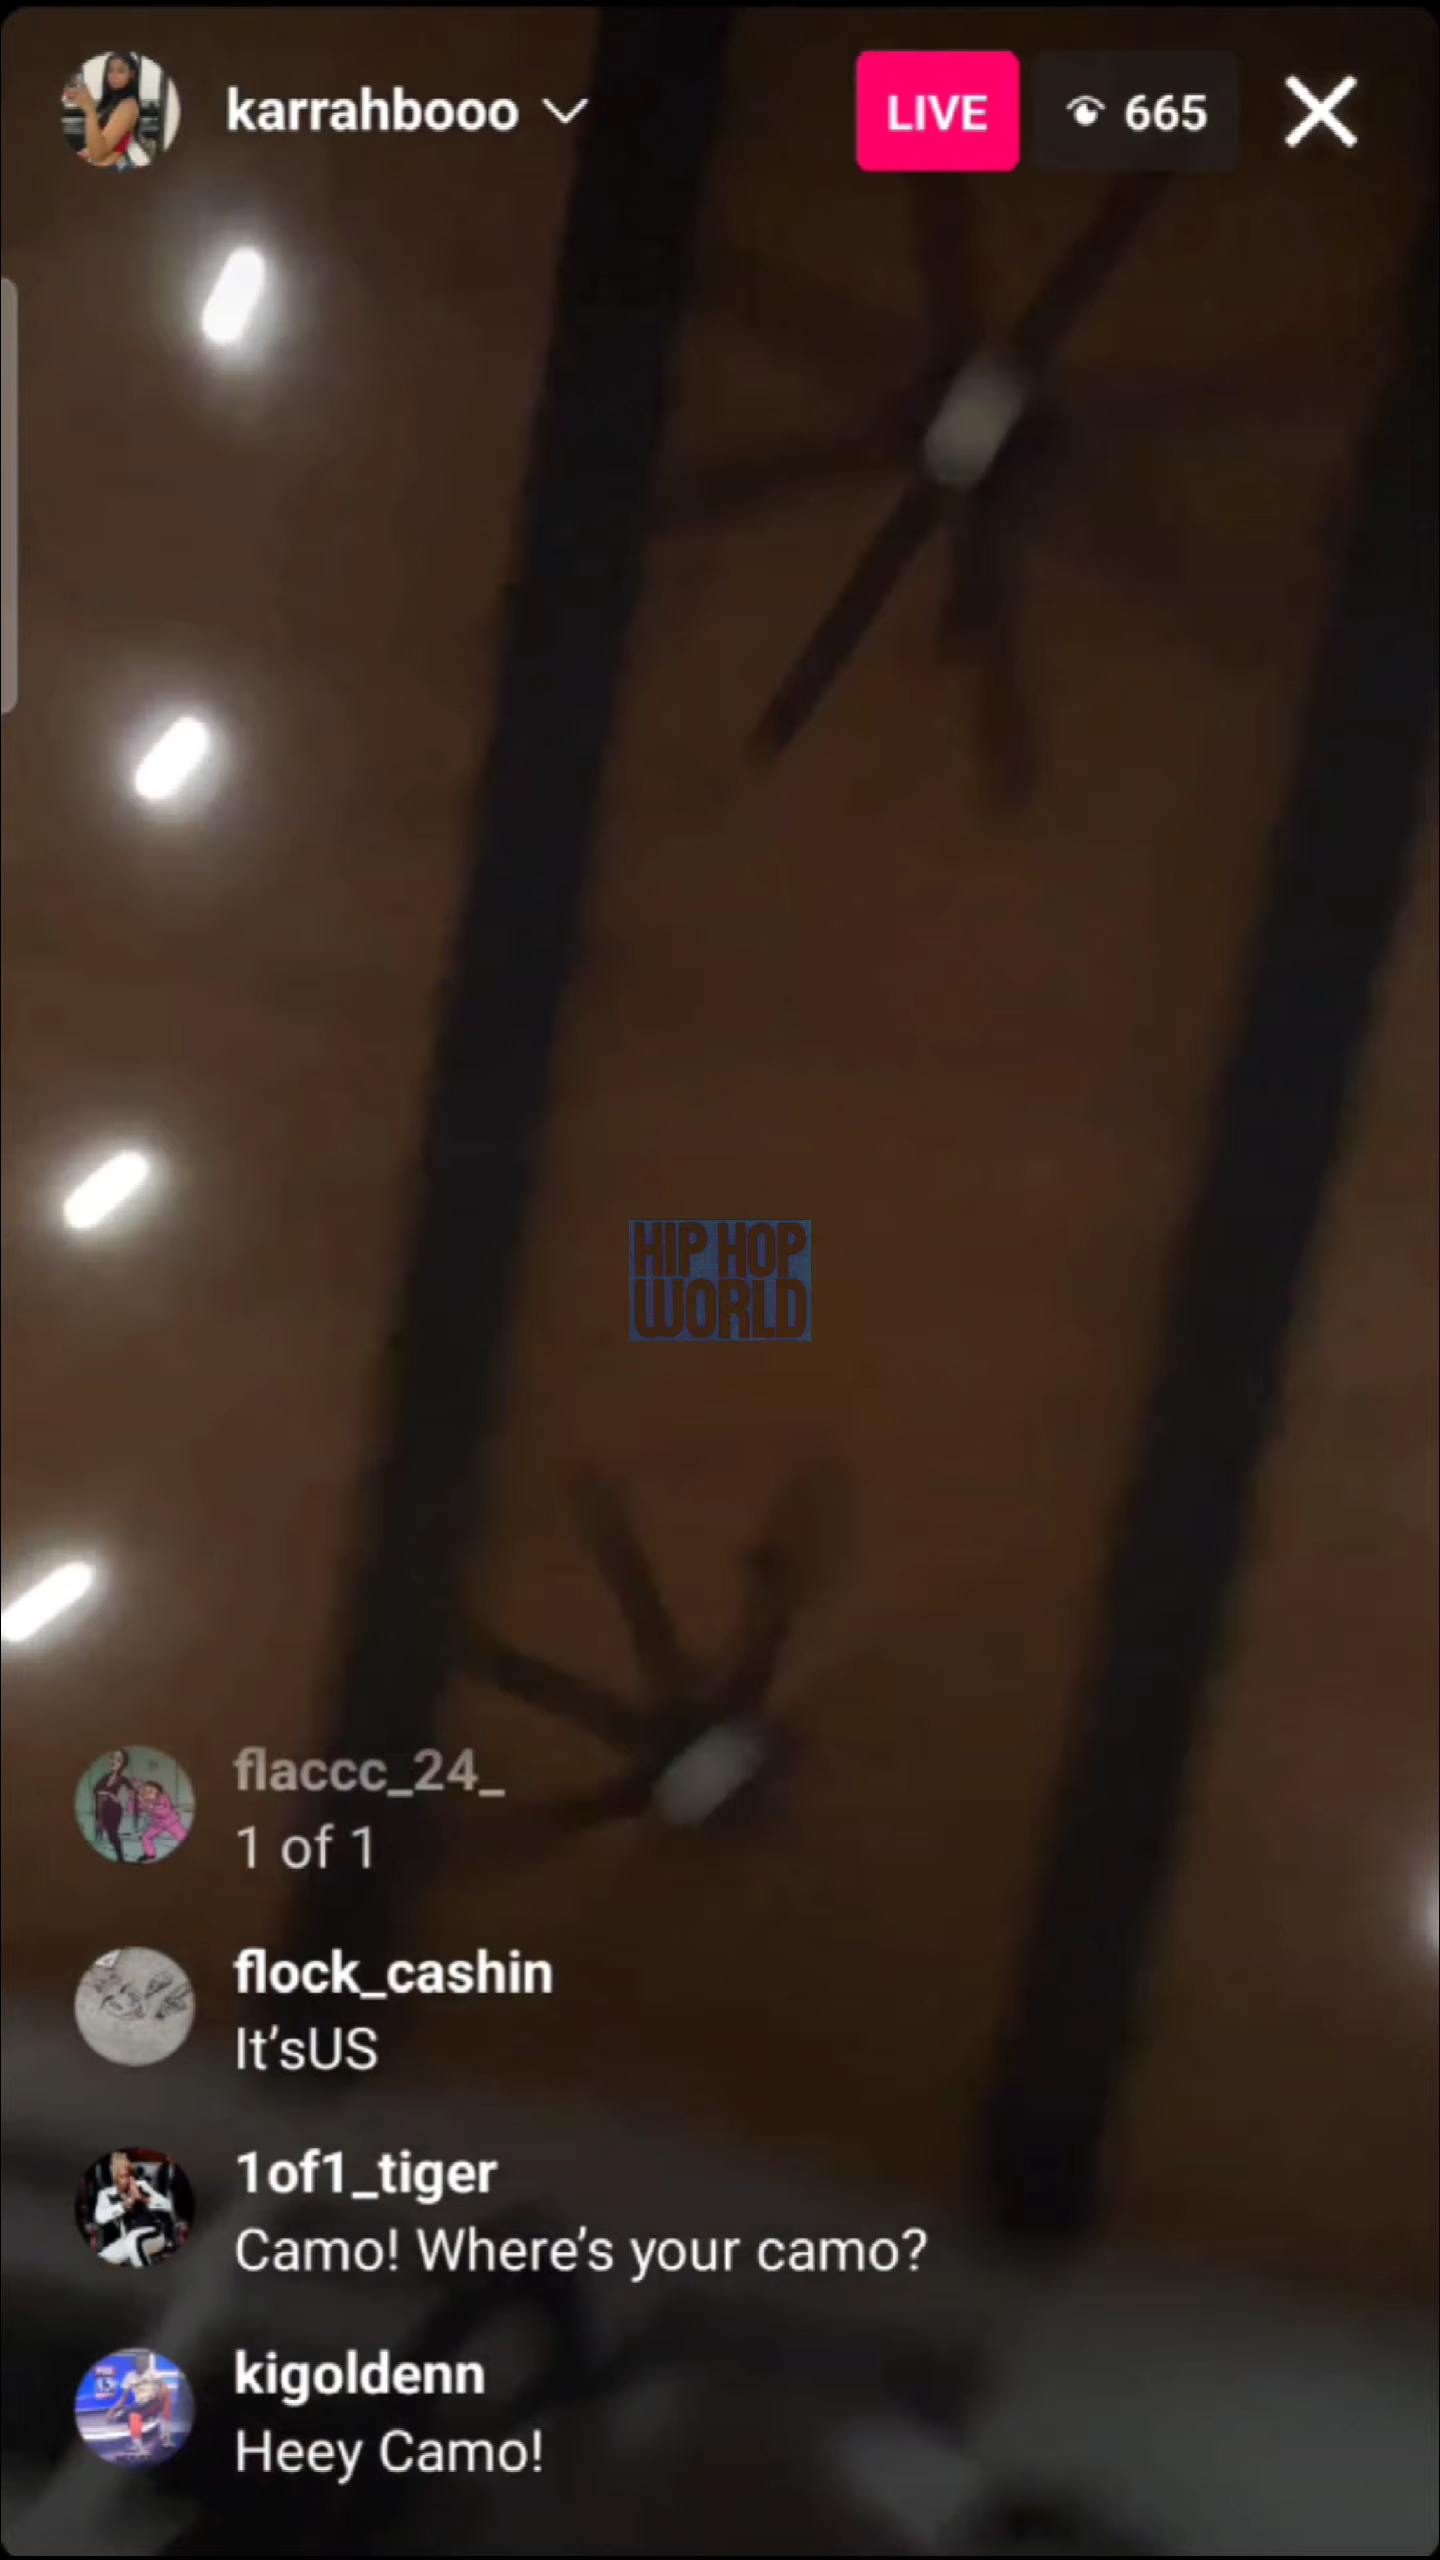 karrahbooo
LIVE
665
HIP HOP
WORLD
flaccc_24_
1 of 1
flock_cashin
It'sUS
1of1_tiger
Camo! Where's your camo?
kigoldenn
Heey Camo!